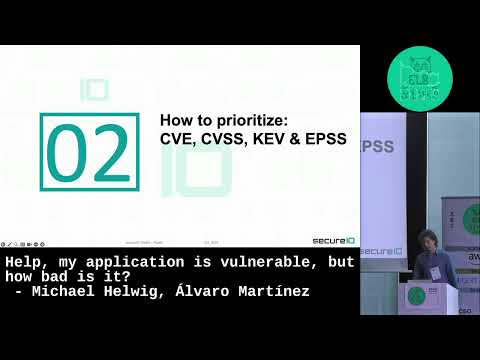 02
How to prioritize:
CVE, CVSS, KEV & EPSS
secureIO
EPSS
aws
Help, my application is vulnerable, but
how bad is it?
- Michael Helwig, Álvaro Martínez